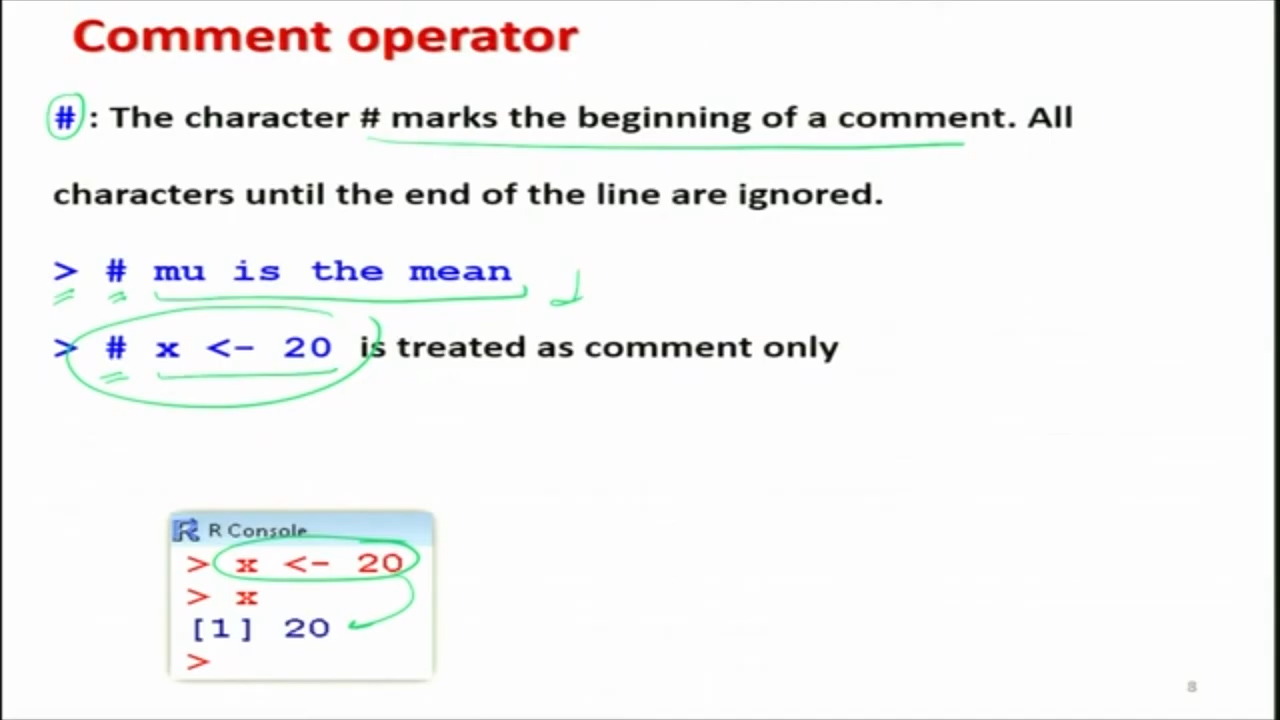 Comment operator
# : The character # marks the beginning of a comment. All
characters until the end of the line are ignored.
> # mu is the mean
> # x <- 20 is treated as comment only
R R Console
> x <- 20
> x
[1] 20
>
8